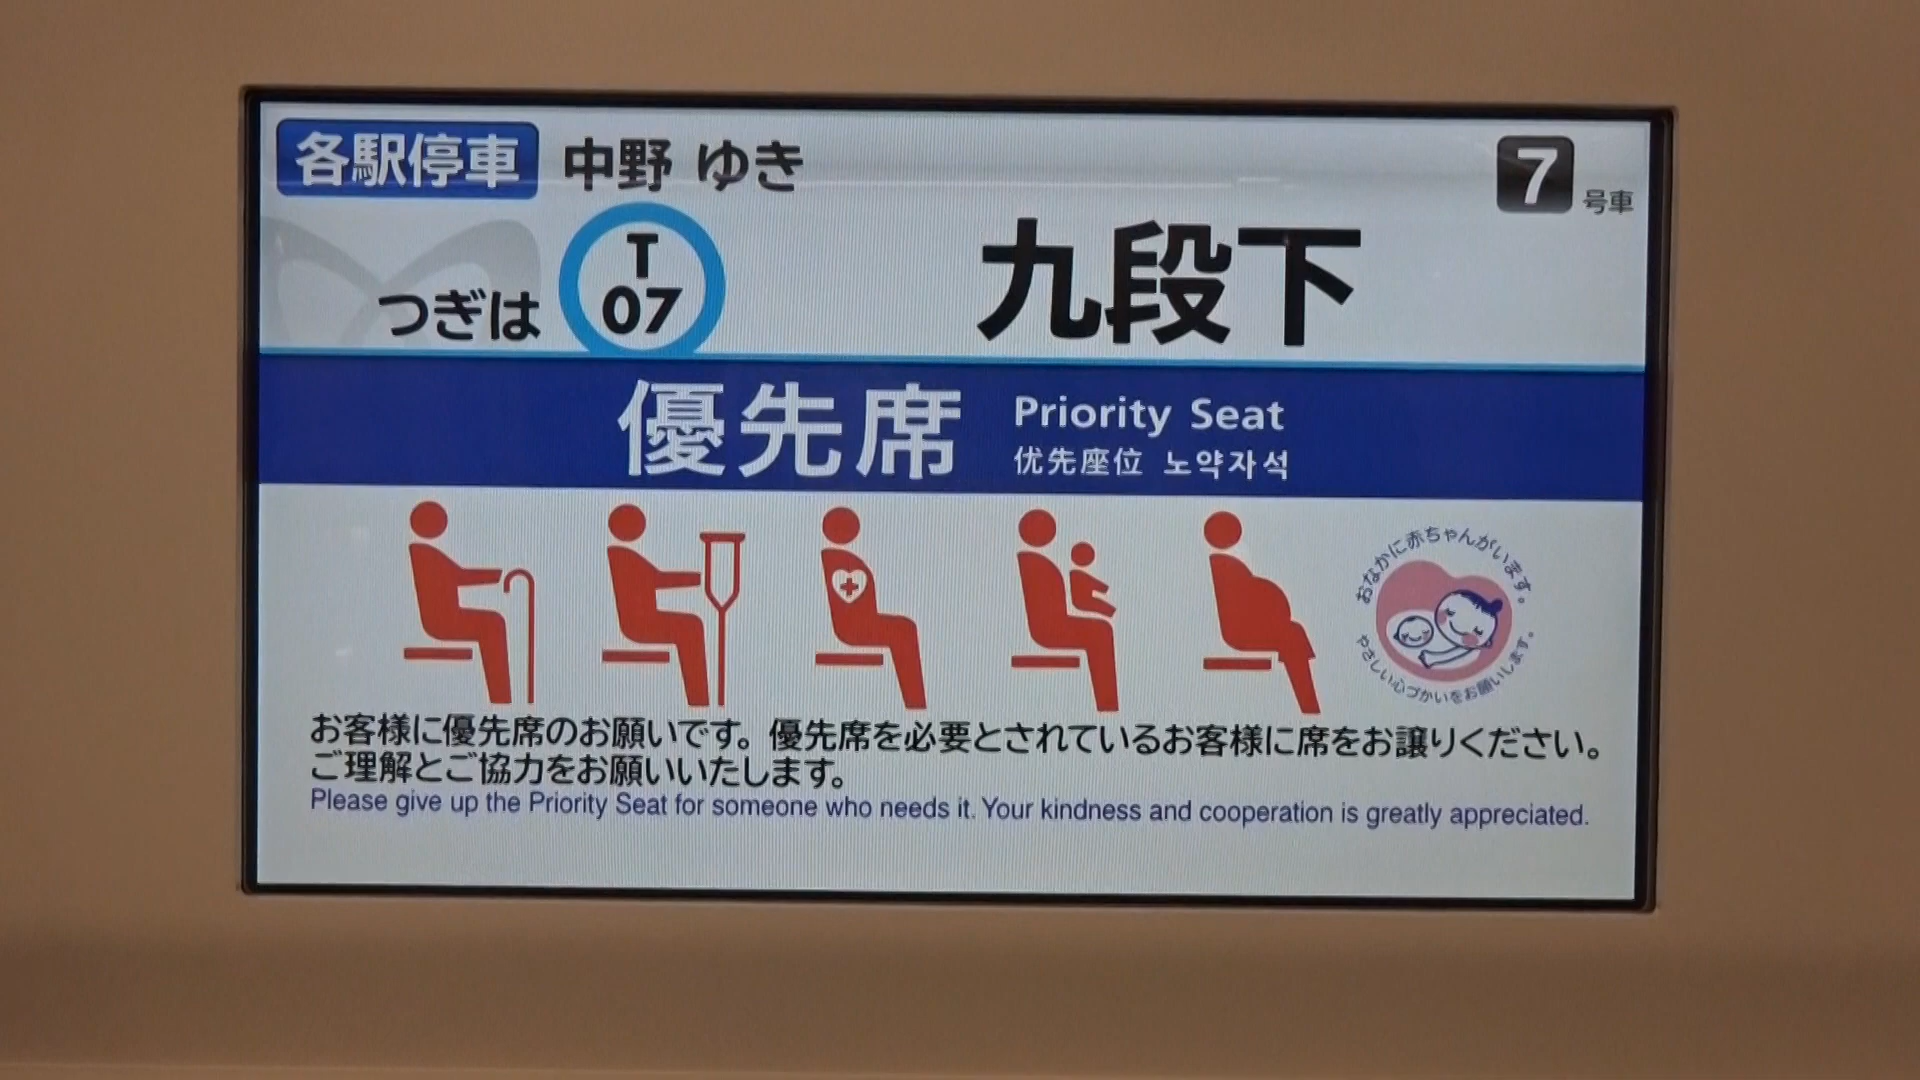 各駅停車 中野 ゆき
7 号車
つぎは T 07 九段下
優先席 Priority Seat
优先座位 노약자석
おなかに赤ちゃんがいます。
やさしい心づかいをお願いします。
お客様に優先席のお願いです。優先席を必要とされているお客様に席をお譲りください。
ご理解とご協力をお願いいたします。
Please give up the Priority Seat for someone who needs it. Your kindness and cooperation is greatly appreciated.